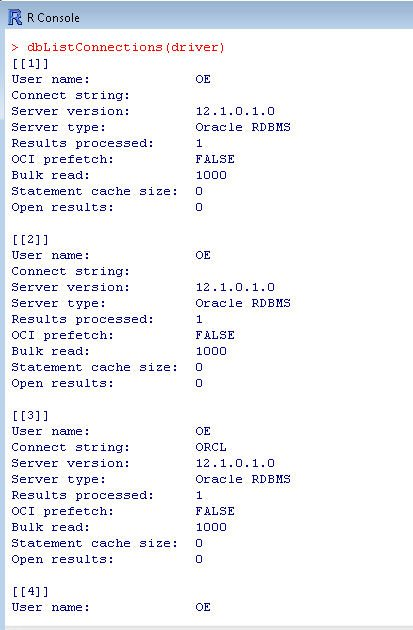 R Console
> dbListConnections(driver)
[[1]]
User name: OE
Connect string:
Server version: 12.1.0.1.0
Server type: Oracle RDBMS
Results processed: 1
OCI prefetch: FALSE
Bulk read: 1000
Statement cache size: 0
Open results: 0
[[2]]
User name: OE
Connect string:
Server version: 12.1.0.1.0
Server type: Oracle RDBMS
Results processed: 1
OCI prefetch: FALSE
Bulk read: 1000
Statement cache size: 0
Open results: 0
[[3]]
User name: OE
Connect string: ORCL
Server version: 12.1.0.1.0
Server type: Oracle RDBMS
Results processed: 1
OCI prefetch: FALSE
Bulk read: 1000
Statement cache size: 0
Open results: 0
[[4]]
User name: OE